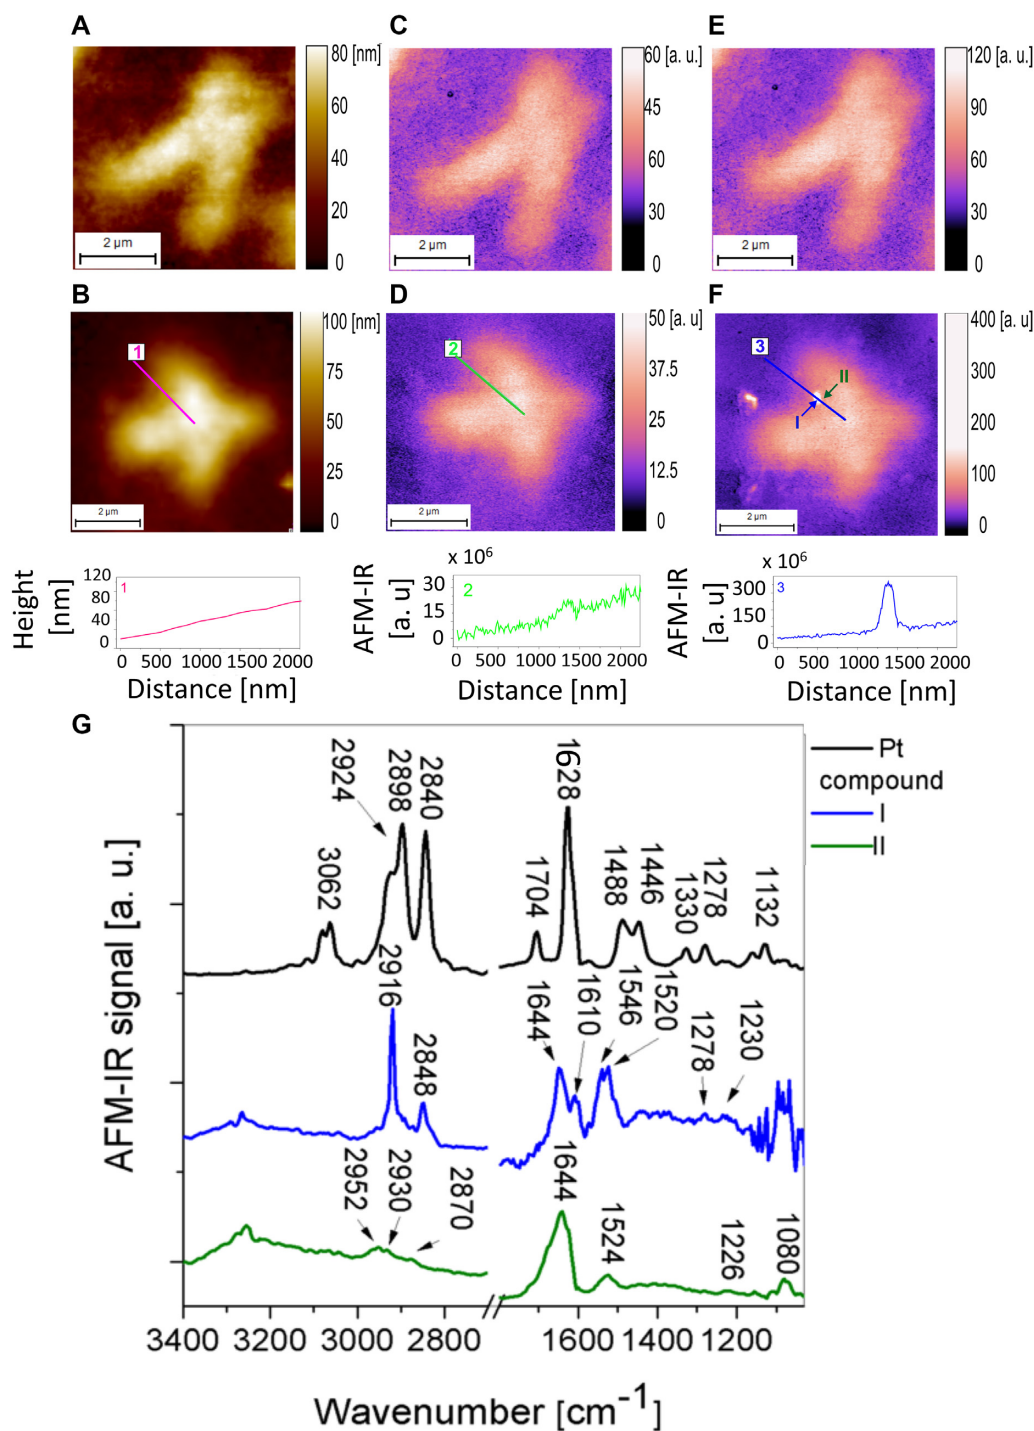 A
80 [nm]
60
40
20
0
2 µm
C
60 [a. u.]
45
60
30
0
2 µm
E
120 [a. u.]
90
60
30
0
2 µm
B
1
100 [nm]
75
50
25
0
2 µm
D
2
50 [a. u]
37.5
25
12.5
0
2 µm
F
3
I
II
400 [a. u]
300
200
100
0
2 µm
Height [nm]
120
80
40
0
1
0 500 1000 1500 2000
Distance [nm]
x 10⁶
AFM-IR [a. u]
30
15
0
2
0 500 1000 1500 2000
Distance [nm]
x 10⁶
AFM-IR [a. u]
300
150
0
3
0 500 1000 1500 2000
Distance [nm]
G
Pt
compound
I
II
AFM-IR signal [a. u.]
3062
2924
2898
2840
1704
1628
1488
1446
1330
1278
1132
2916
2848
1644
1610
1546
1520
1278
1230
2952
2930
2870
1644
1524
1226
1080
3400 3200 3000 2800 1600 1400 1200
Wavenumber [cm⁻¹]